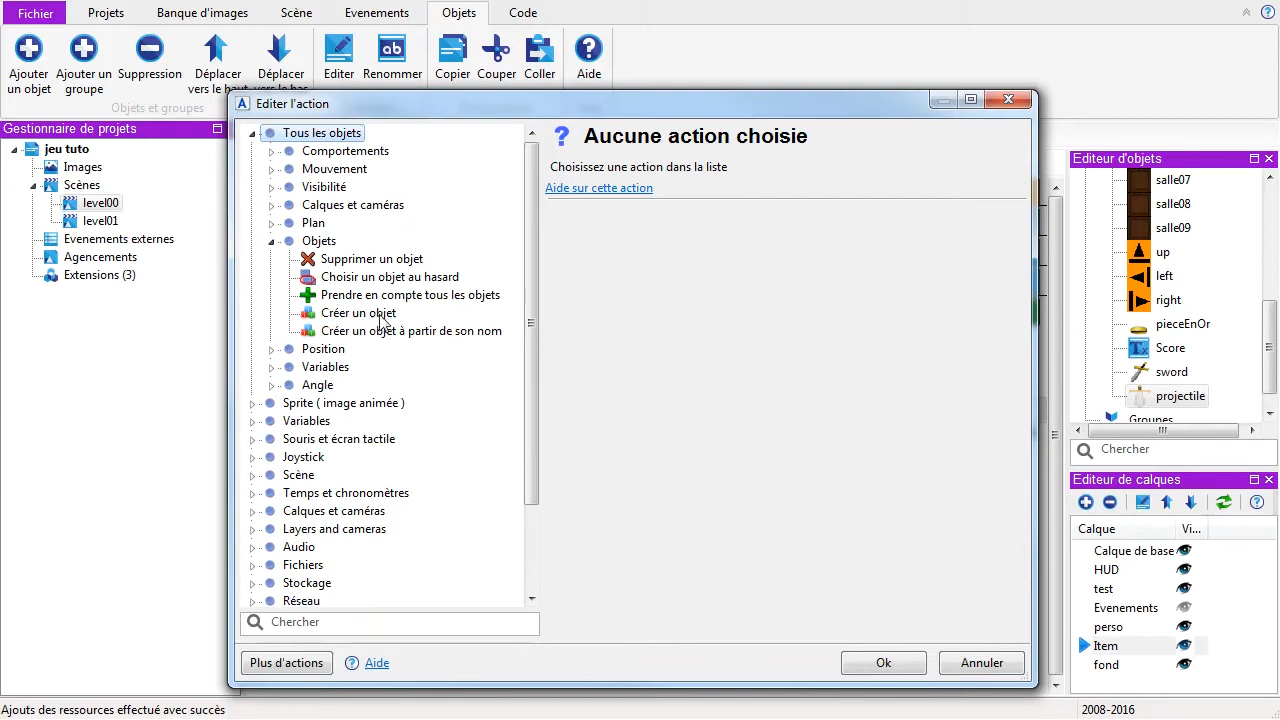 Fichier
Projets
Banque d'images
Scène
Evenements
Objets
Code
Ajouter
un objet
Ajouter un
groupe
Suppression
Déplacer
vers le haut
Déplacer
vers le bas
Editer
Renommer
Copier
Couper
Coller
Aide
Objets et groupes
Gestionnaire de projets
jeu tuto
Images
Scènes
level00
level01
Evenements externes
Agencements
Extensions (3)
Editer l'action
Tous les objets
Comportements
Mouvement
Visibilité
Calques et caméras
Plan
Objets
Supprimer un objet
Choisir un objet au hasard
Prendre en compte tous les objets
Créer un objet
Créer un objet à partir de son nom
Position
Variables
Angle
Sprite ( image animée )
Variables
Souris et écran tactile
Joystick
Scène
Temps et chronomètres
Calques et caméras
Layers and cameras
Audio
Fichiers
Stockage
Réseau
Chercher
Plus d'actions
Aide
Aucune action choisie
Choisissez une action dans la liste
Aide sur cette action
Ok
Annuler
Editeur d'objets
salle07
salle08
salle09
up
left
right
pieceEnOr
Score
sword
projectile
Groupes
Chercher
Editeur de calques
Calque
Vi...
Calque de base
HUD
test
Evenements
perso
Item
fond
Ajouts des ressources effectué avec succès
2008-2016